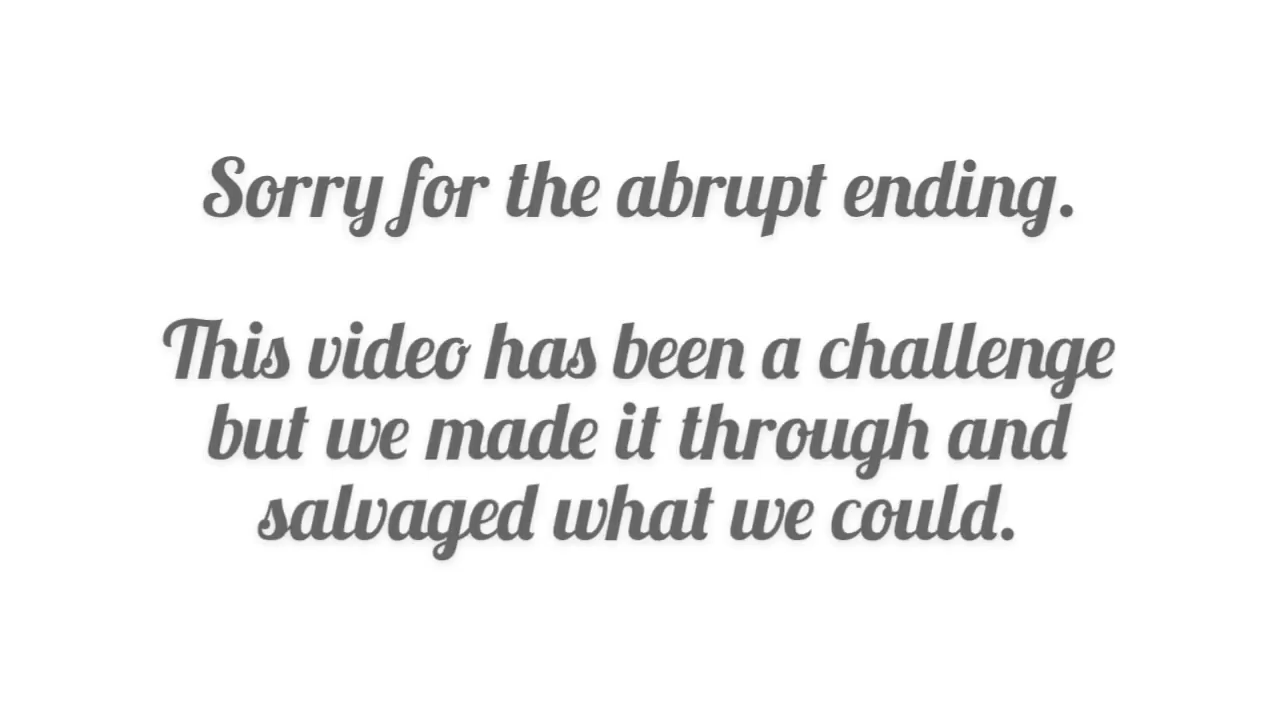 Sorry for the abrupt ending.
This video has been a challenge
but we made it through and
salvaged what we could.